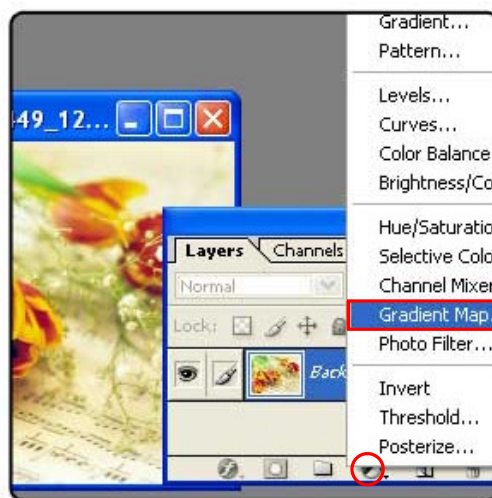 Gradient...
Pattern...
Levels...
Curves...
Color Balance
Brightness/Co
Hue/Saturatio
Selective Colo
Channel Mixer
Gradient Map.
Photo Filter...
Invert
Threshold...
Posterize...
49_12...
Layers
Channels
Normal
Lock:
Back